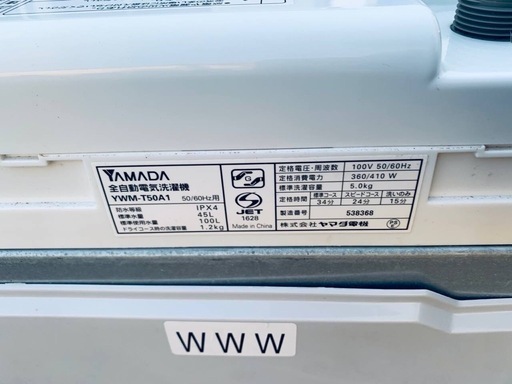 YAMADA
全自動電気洗濯機
YWM-T50A1 50/60Hz用
防水等級 IPX4
標準水量 45L
標準使用水量 100L
ドライコース時の洗濯容量 1.2kg
JET
1628
Made in China
定格電圧・周波数 100V 50/60Hz
定格消費電力 360/410 W
標準洗濯容量 5.0kg
標準コース スピードコース 洗いのみ
目安時間 34分 24分 15分
製造番号 538368
株式会社 ヤマダ電機
WWW